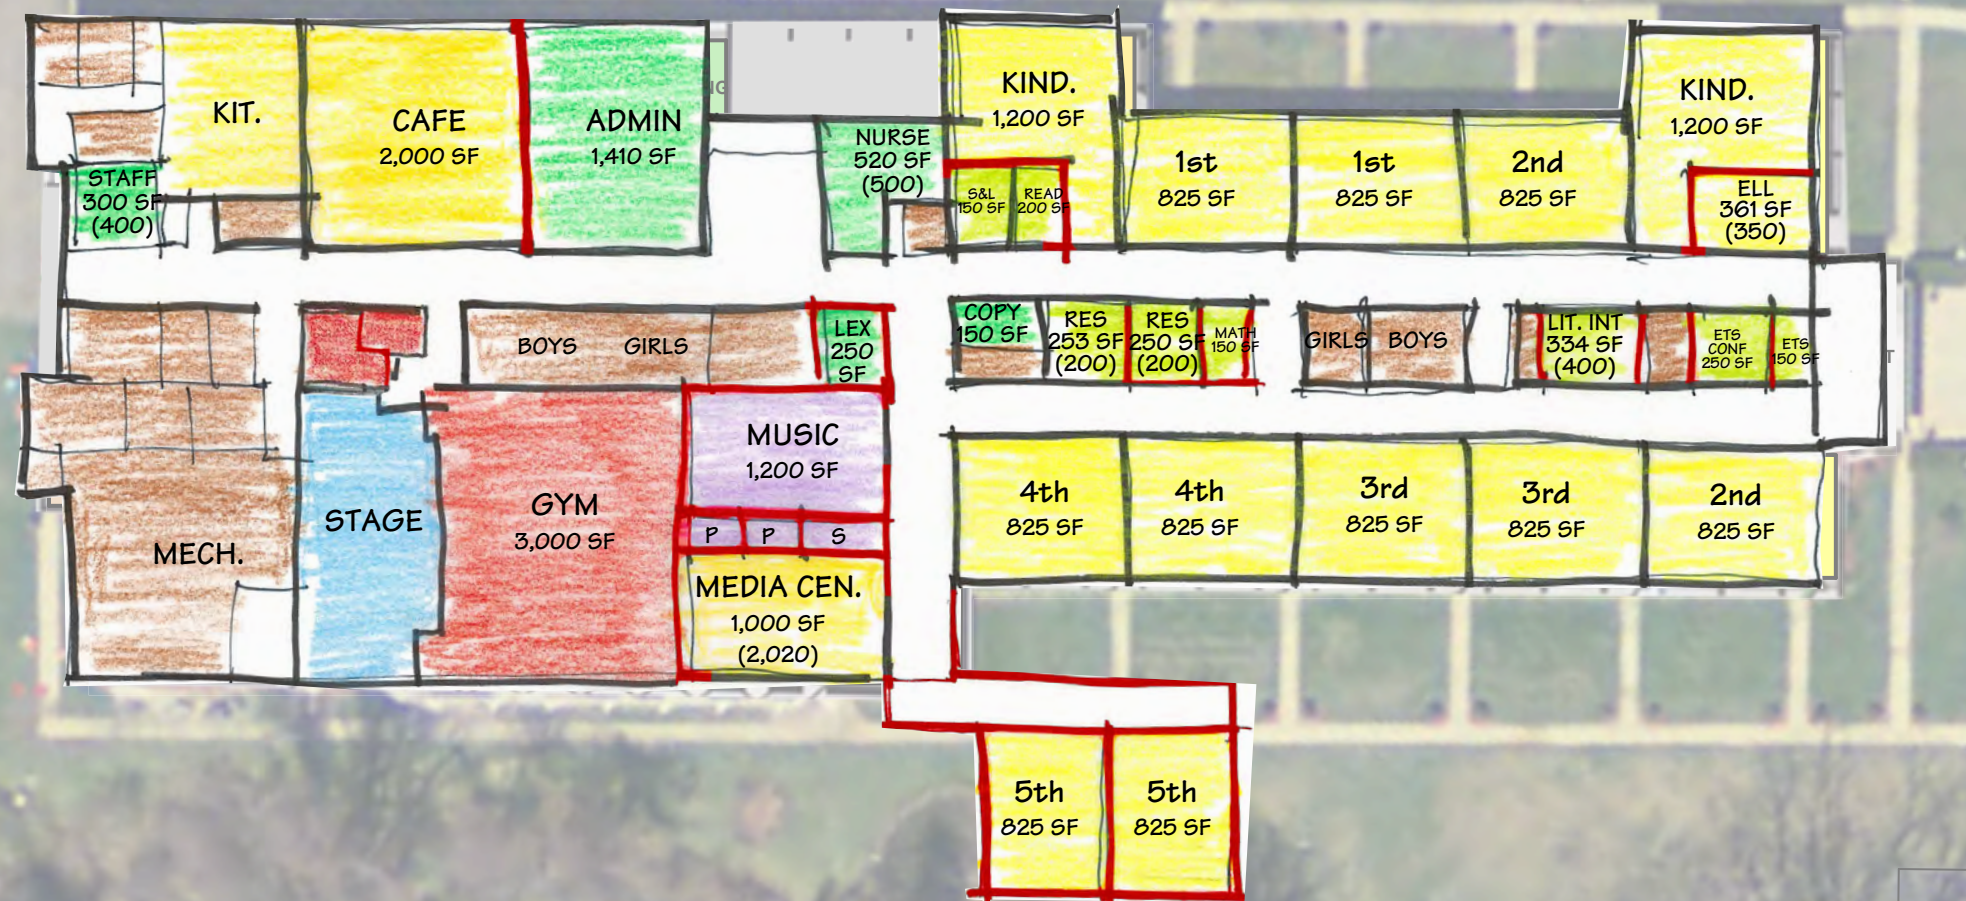 KIT.
CAFE
2,000 SF
ADMIN
1,410 SF
NURSE
520 SF
(500)
KIND.
1,200 SF
S&L
150 SF
READ
200 SF
1st
825 SF
1st
825 SF
2nd
825 SF
KIND.
1,200 SF
ELL
361 SF
(350)
STAFF
300 SF
(400)
BOYS
GIRLS
LEX
250
SF
COPY
150 SF
RES
253 SF
(200)
RES
250 SF
(200)
MATH
150 SF
GIRLS
BOYS
LIT. INT
334 SF
(400)
ETS
CONF
250 SF
ETS
150 SF
MECH.
STAGE
GYM
3,000 SF
MUSIC
1,200 SF
P
P
S
MEDIA CEN.
1,000 SF
(2,020)
4th
825 SF
4th
825 SF
3rd
825 SF
3rd
825 SF
2nd
825 SF
5th
825 SF
5th
825 SF